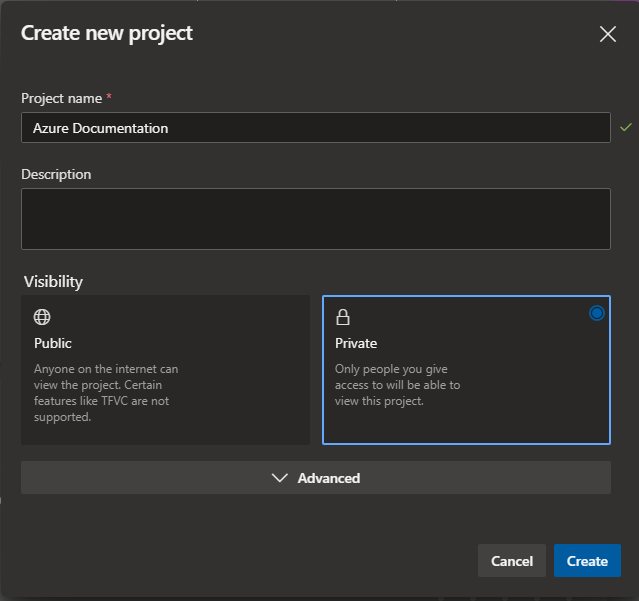 Create new project
Project name *
Azure Documentation
Description
Visibility
Public
Anyone on the internet can
view the project. Certain
features like TFVC are not
supported.
Private
Only people you give
access to will be able to
view this project.
Advanced
Cancel
Create